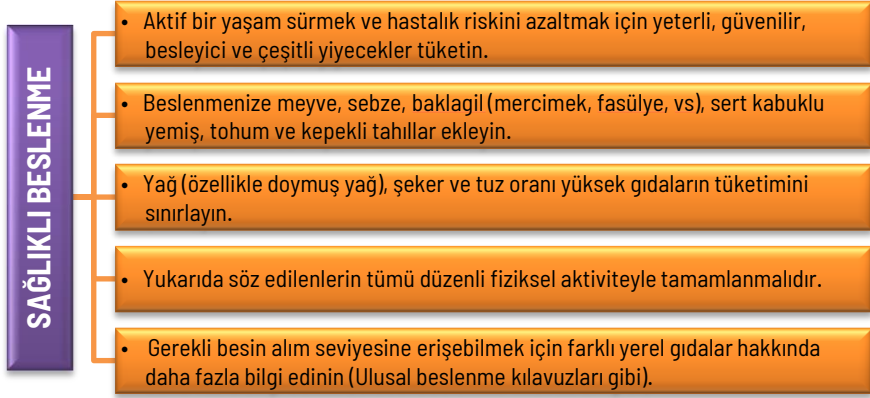 SAĞLIKLI BESLENME
• Aktif bir yaşam sürmek ve hastalık riskini azaltmak için yeterli, güvenilir,
besleyici ve çeşitli yiyecekler tüketin.
• Beslenmenize meyve, sebze, baklagil (mercimek, fasülye, vs), sert kabuklu
yemiş, tohum ve kepekli tahıllar ekleyin.
• Yağ (özellikle doymuş yağ), şeker ve tuz oranı yüksek gıdaların tüketimini
sınırlayın.
• Yukarıda söz edilenlerin tümü düzenli fiziksel aktiviteyle tamamlanmalıdır.
• Gerekli besin alım seviyesine erişebilmek için farklı yerel gıdalar hakkında
daha fazla bilgi edinin (Ulusal beslenme kılavuzları gibi).